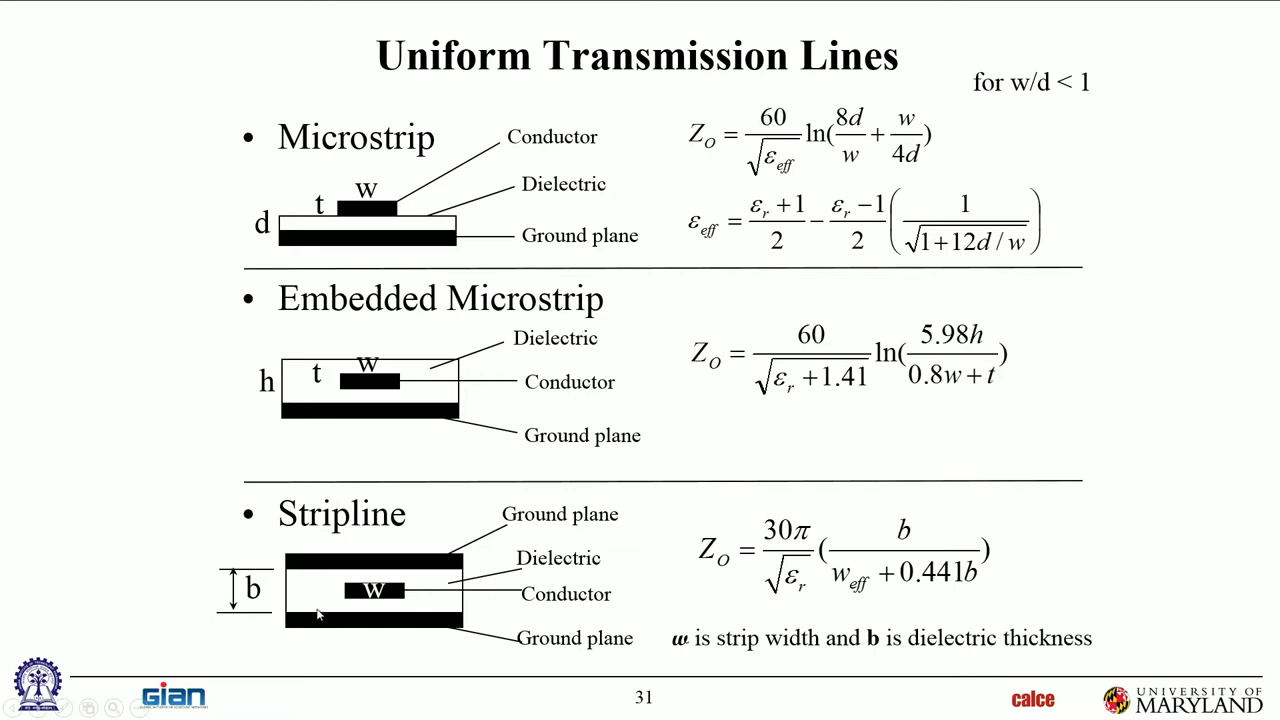 Uniform Transmission Lines
for w/d < 1
• Microstrip
Conductor
Dielectric
Ground plane
w
t
d
Z_O = 60/√ε_eff ln(8d/w + w/4d)
ε_eff = (ε_r + 1)/2 − (ε_r − 1)/2 (1/√(1+12d / w))
• Embedded Microstrip
Dielectric
Conductor
Ground plane
w
t
h
Z_O = 60/√(ε_r + 1.41) ln(5.98h/(0.8w + t))
• Stripline
Ground plane
Dielectric
Conductor
Ground plane
b
w
Z_O = 30π/√ε_r (b/(w_eff + 0.441b))
w is strip width and b is dielectric thickness
GIAN
31
calce
UNIVERSITY OF
MARYLAND